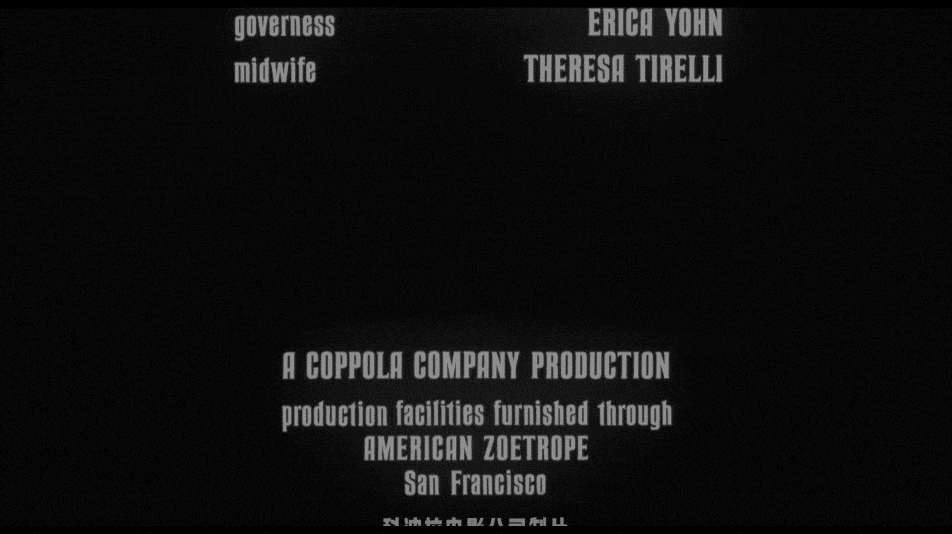 governess ERICA YOHN
midwife THERESA TIRELLI
A COPPOLA COMPANY PRODUCTION
production facilities furnished through
AMERICAN ZOETROPE
San Francisco